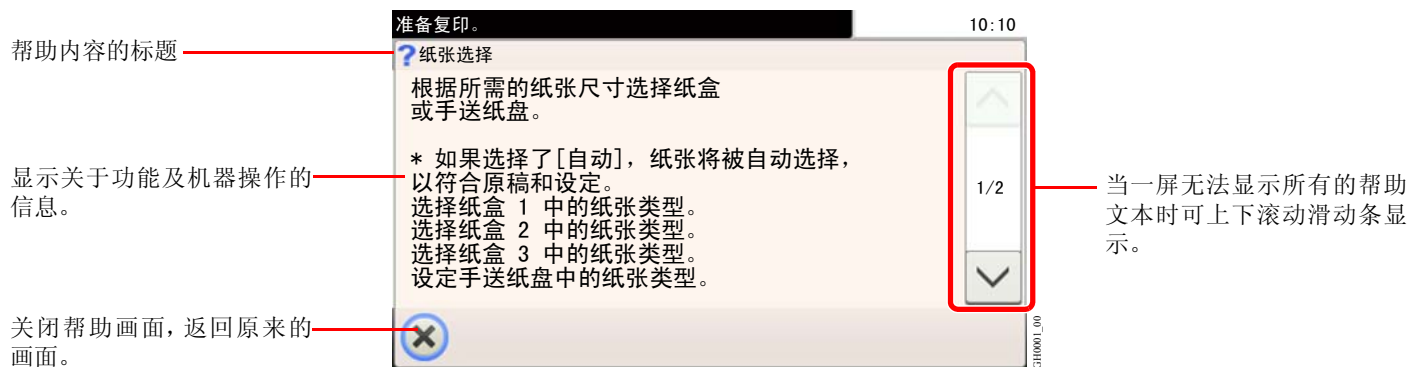 准备复印。
10:10
帮助内容的标题
纸张选择
根据所需的纸张尺寸选择纸盒
或手送纸盘。
* 如果选择了[自动]，纸张将被自动选择，
以符合原稿和设定。
选择纸盒 1 中的纸张类型。
选择纸盒 2 中的纸张类型。
选择纸盒 3 中的纸张类型。
设定手送纸盘中的纸张类型。
1/2
显示关于功能及机器操作的
信息。
当一屏无法显示所有的帮助
文本时可上下滚动滑动条显
示。
关闭帮助画面，返回原来的
画面。
GH0001_00